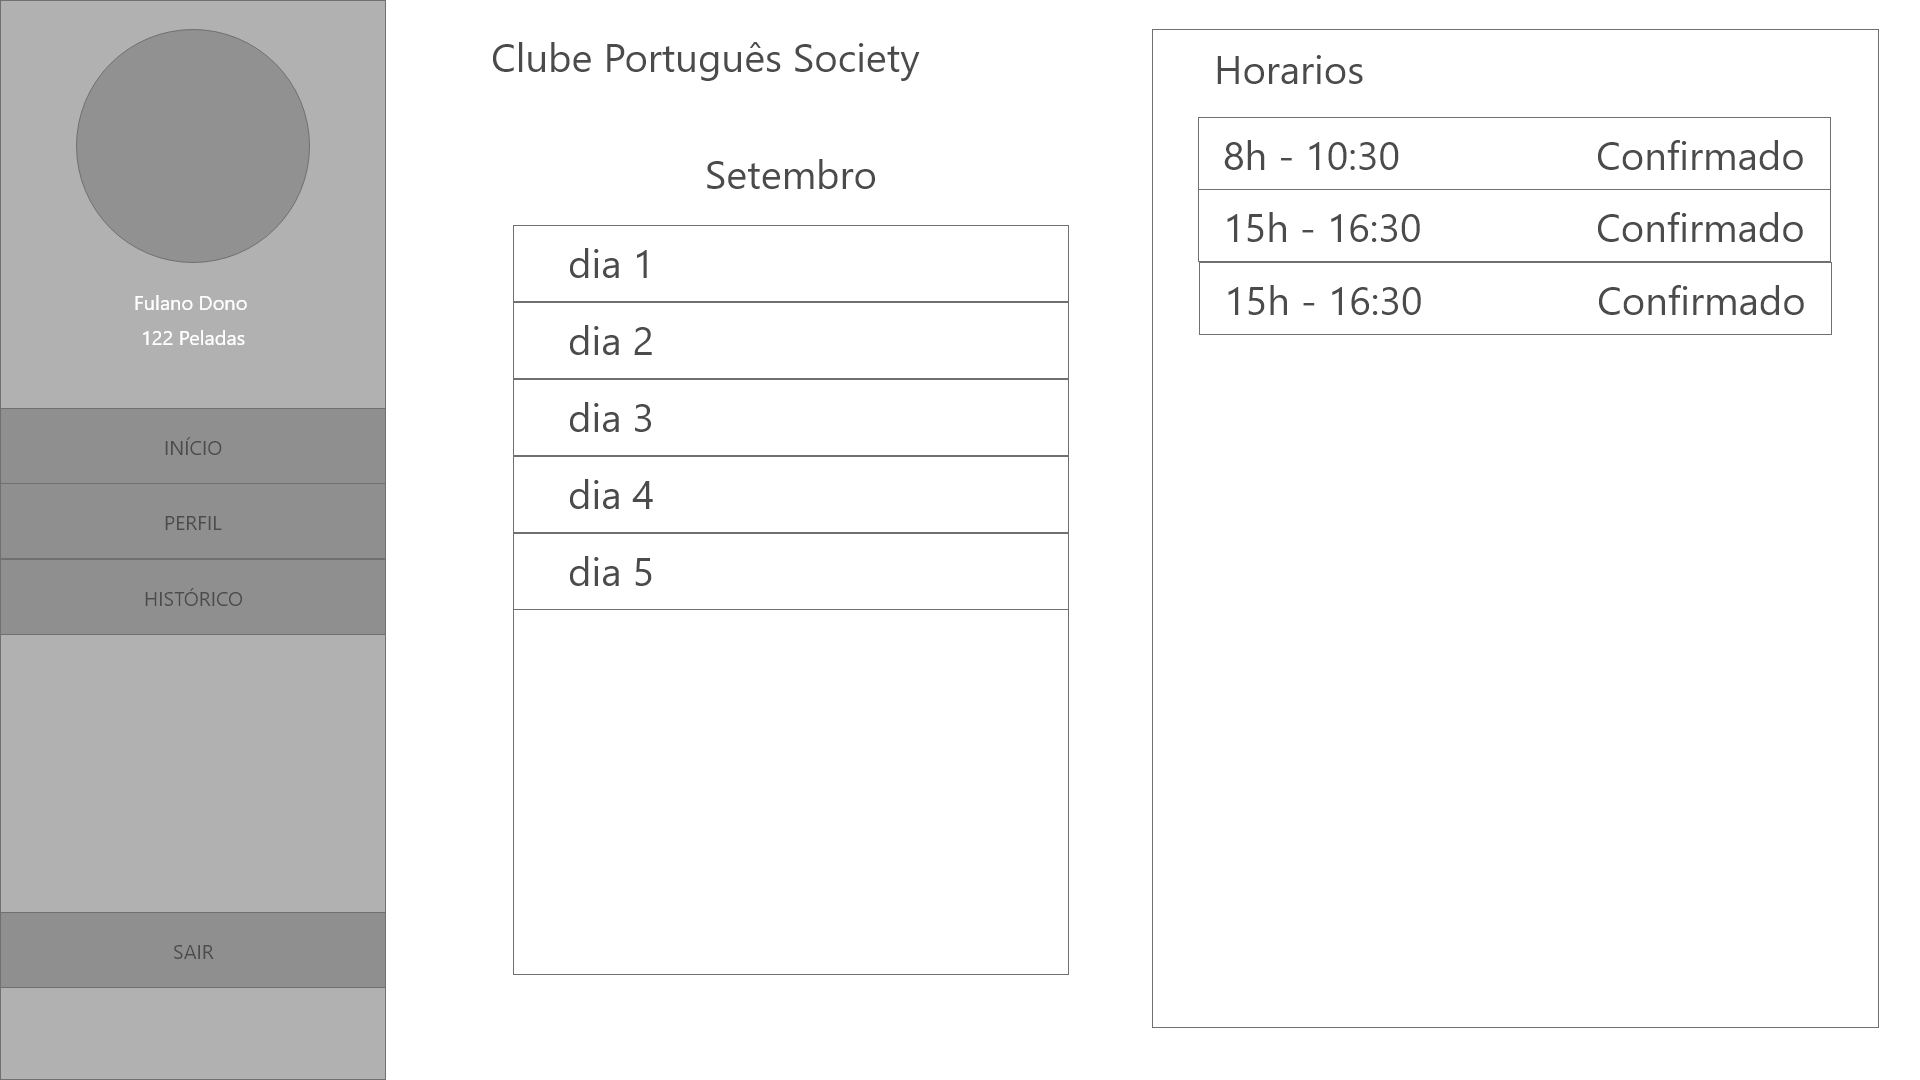 Fulano Dono
122 Peladas
INÍCIO
PERFIL
HISTÓRICO
SAIR
Clube Português Society
Setembro
dia 1
dia 2
dia 3
dia 4
dia 5
Horarios
8h - 10:30 Confirmado
15h - 16:30 Confirmado
15h - 16:30 Confirmado